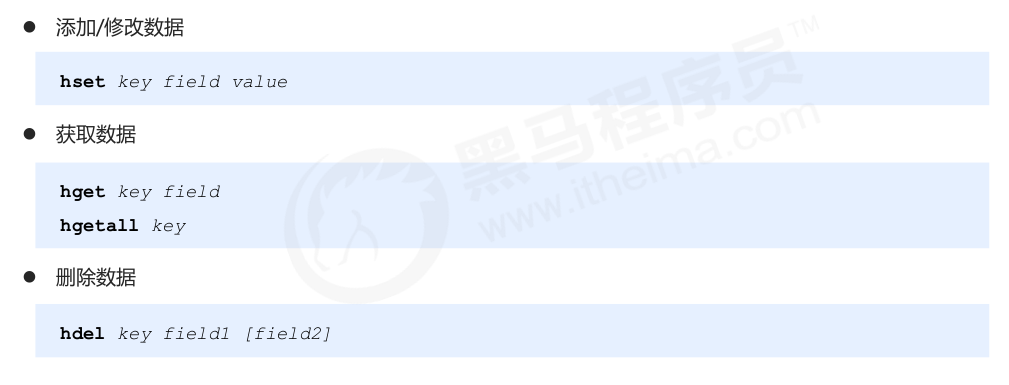 ● 添加/修改数据
hset key field value
● 获取数据
hget key field
hgetall key
● 删除数据
hdel key field1 [field2]
黑马程序员™
www.itheima.com